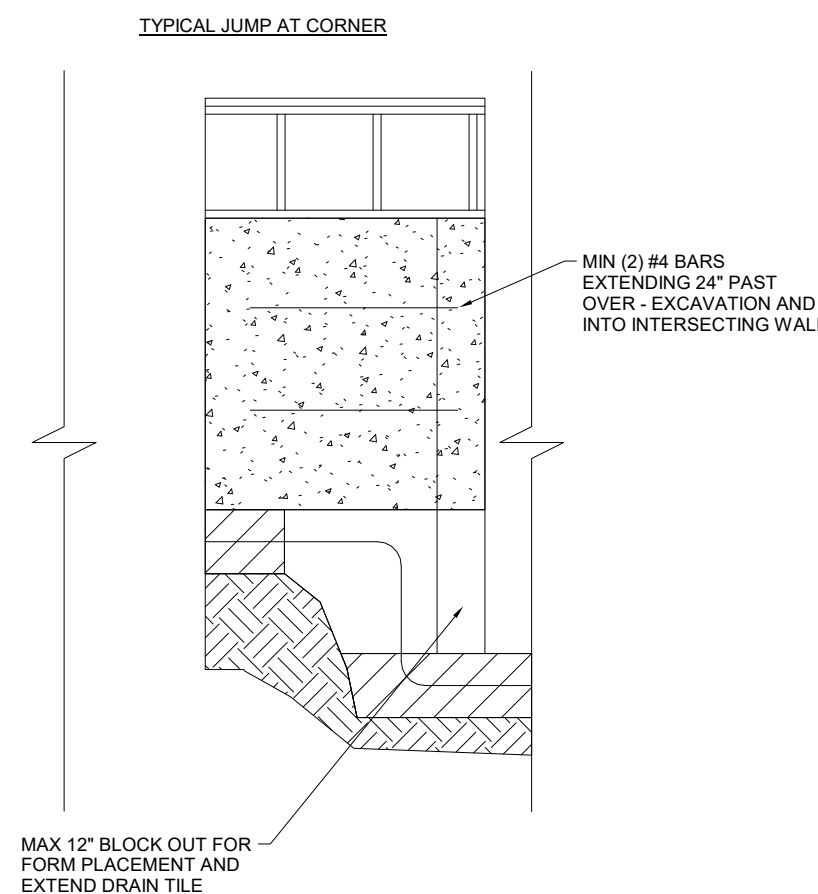 TYPICAL JUMP AT CORNER
MIN (2) #4 BARS
EXTENDING 24" PAST
OVER - EXCAVATION AND
INTO INTERSECTING WALL
MAX 12" BLOCK OUT FOR
FORM PLACEMENT AND
EXTEND DRAIN TILE